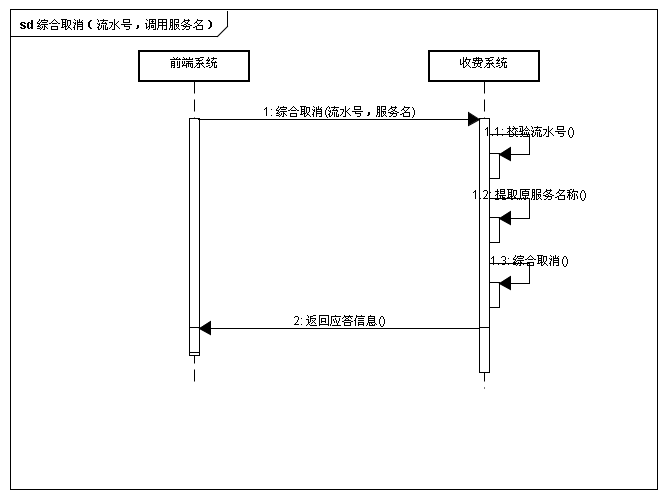 sd 综合取消（流水号，调用服务名）
前端系统
收费系统
1: 综合取消(流水号，服务名)
1.1: 校验流水号()
1.2: 提取原服务名称()
1.3: 综合取消()
2: 返回应答信息()